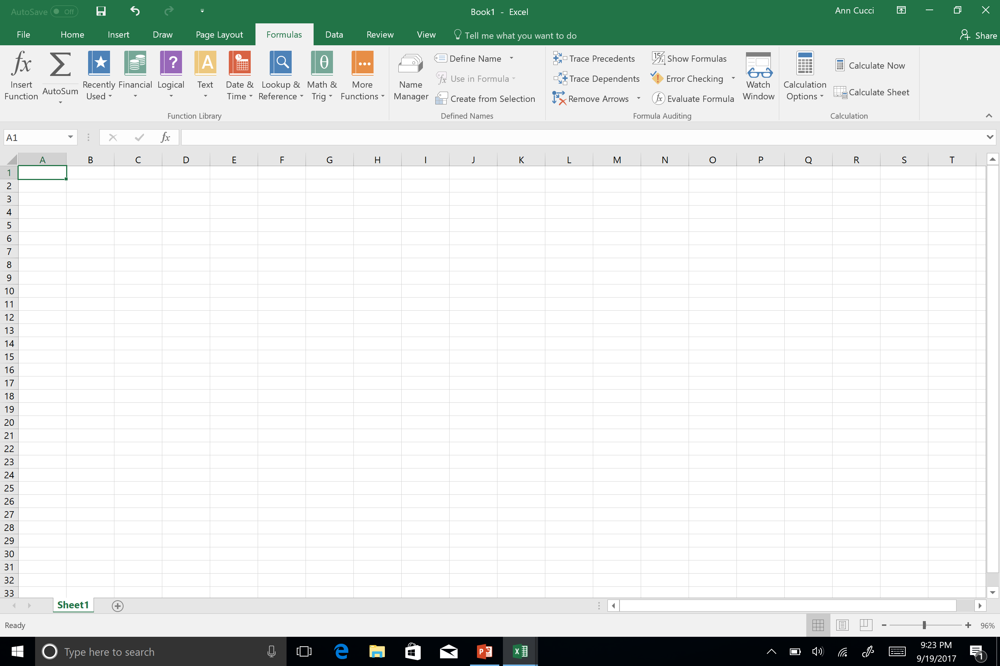 AutoSave Off
Book1 - Excel
Ann Cucci
File Home Insert Draw Page Layout Formulas Data Review View Tell me what you want to do Share
Insert Function
AutoSum
Recently Used
Financial
Logical
Text
Date & Time
Lookup & Reference
Math & Trig
More Functions
Function Library
Name Manager
Define Name
Use in Formula
Create from Selection
Defined Names
Trace Precedents
Trace Dependents
Remove Arrows
Show Formulas
Error Checking
Evaluate Formula
Formula Auditing
Watch Window
Calculation Options
Calculate Now
Calculate Sheet
Calculation
A1
fx
A B C D E F G H I J K L M N O P Q R S T
1
2
3
4
5
6
7
8
9
10
11
12
13
14
15
16
17
18
19
20
21
22
23
24
25
26
27
28
29
30
31
32
33
Sheet1
Ready
96%
Type here to search
9:23 PM
9/19/2017
1